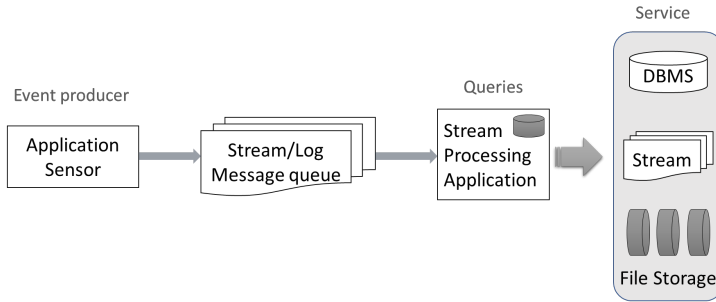 Service
DBMS
Event producer
Queries
Application
Sensor
Stream/Log
Message queue
Stream
Processing
Application
Stream
File Storage